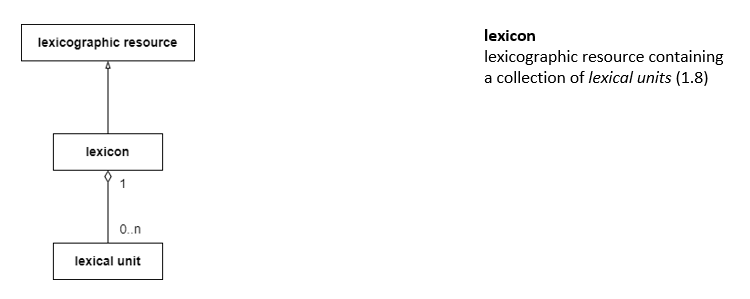 lexicographic resource
lexicon
1
0..n
lexical unit
lexicon
lexicographic resource containing
a collection of lexical units (1.8)